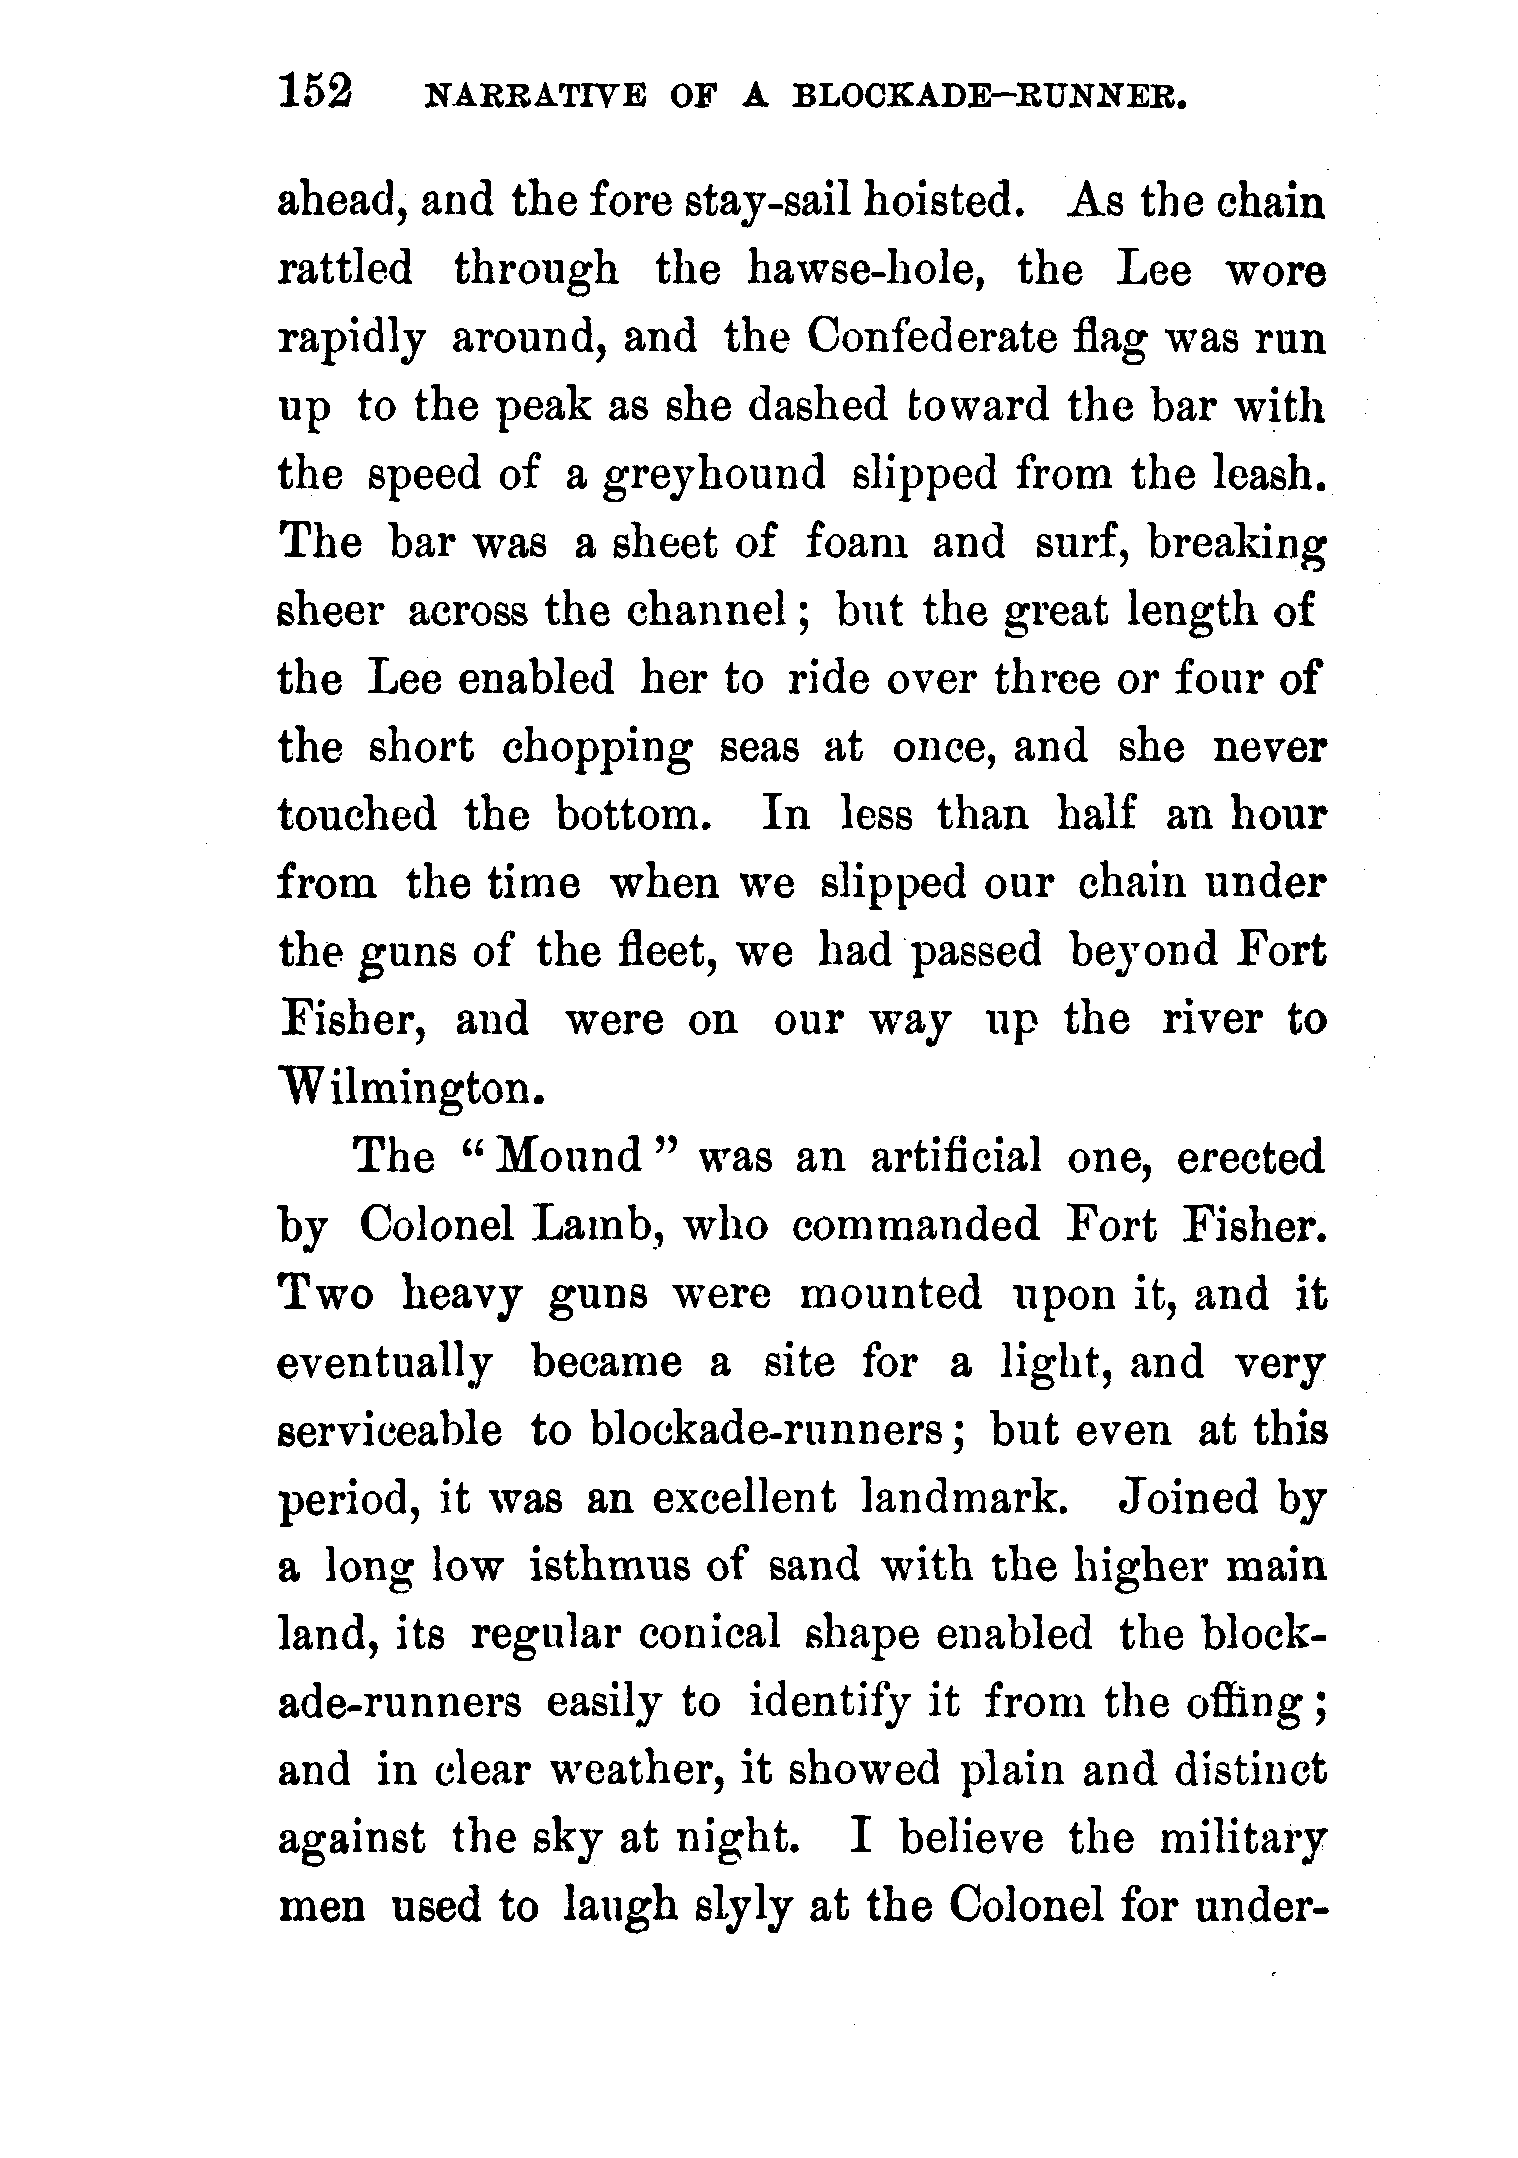 152 NARRATIVE OF A BLOCKADE-RUNNER.
ahead, and the fore stay-sail hoisted. As the chain
rattled through the hawse-hole, the Lee wore
rapidly around, and the Confederate flag was run
up to the peak as she dashed toward the bar with
the speed of a greyhound slipped from the leash.
The bar was a sheet of foam and surf, breaking
sheer across the channel; but the great length of
the Lee enabled her to ride over three or four of
the short chopping seas at once, and she never
touched the bottom. In less than half an hour
from the time when we slipped our chain under
the guns of the fleet, we had passed beyond Fort
Fisher, and were on our way up the river to
Wilmington.
The "Mound" was an artificial one, erected
by Colonel Lamb, who commanded Fort Fisher.
Two heavy guns were mounted upon it, and it
eventually became a site for a light, and very
serviceable to blockade-runners; but even at this
period, it was an excellent landmark. Joined by
a long low isthmus of sand with the higher main
land, its regular conical shape enabled the block-
ade-runners easily to identify it from the offing;
and in clear weather, it showed plain and distinct
against the sky at night. I believe the military
men used to laugh slyly at the Colonel for under-